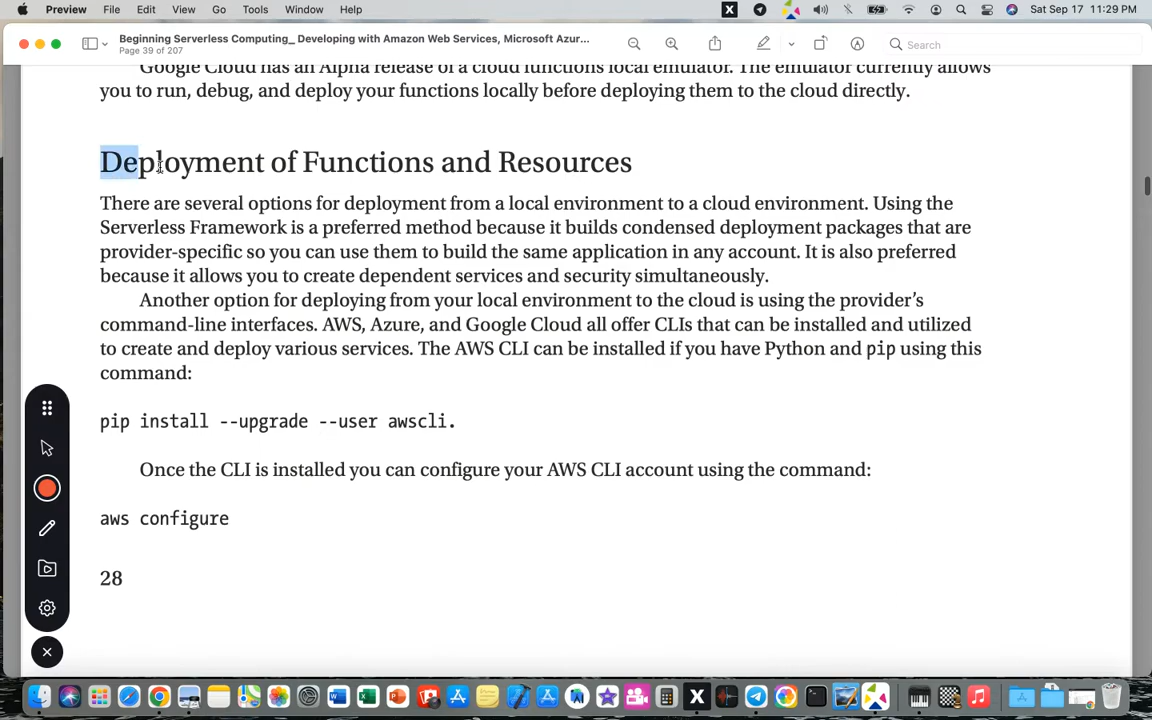 Preview File Edit View Go Tools Window Help Sat Sep 17 11:29 PM
Beginning Serverless Computing_ Developing with Amazon Web Services, Microsoft Azur...
Page 39 of 207
Search
Google Cloud has an Alpha release of a cloud functions local emulator. The emulator currently allows
you to run, debug, and deploy your functions locally before deploying them to the cloud directly.
Deployment of Functions and Resources
There are several options for deployment from a local environment to a cloud environment. Using the
Serverless Framework is a preferred method because it builds condensed deployment packages that are
provider-specific so you can use them to build the same application in any account. It is also preferred
because it allows you to create dependent services and security simultaneously.
Another option for deploying from your local environment to the cloud is using the provider’s
command-line interfaces. AWS, Azure, and Google Cloud all offer CLIs that can be installed and utilized
to create and deploy various services. The AWS CLI can be installed if you have Python and pip using this
command:
pip install --upgrade --user awscli.
Once the CLI is installed you can configure your AWS CLI account using the command:
aws configure
28